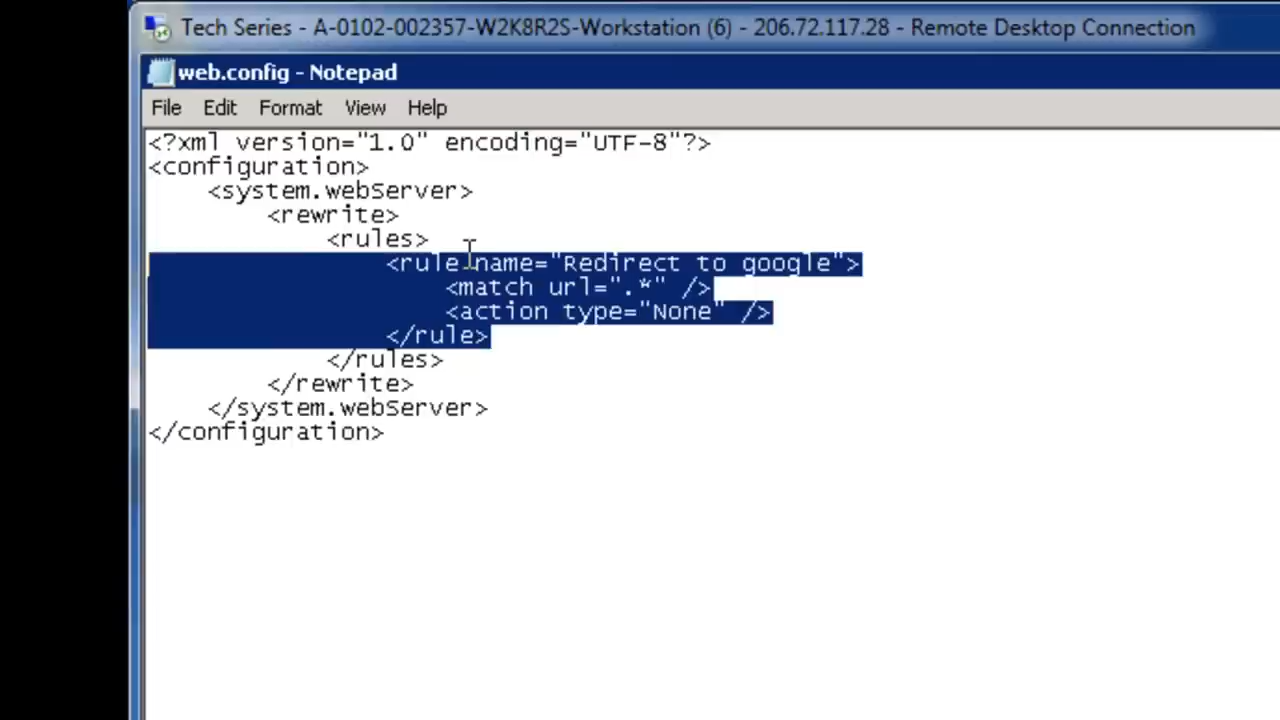 Tech Series - A-0102-002357-W2K8R2S-Workstation (6) - 206.72.117.28 - Remote Desktop Connection
web.config - Notepad
File Edit Format View Help
<?xml version="1.0" encoding="UTF-8"?>
<configuration>
    <system.webServer>
        <rewrite>
            <rules>
                <rule name="Redirect to google">
                    <match url=".*" />
                    <action type="None" />
                </rule>
            </rules>
        </rewrite>
    </system.webServer>
</configuration>